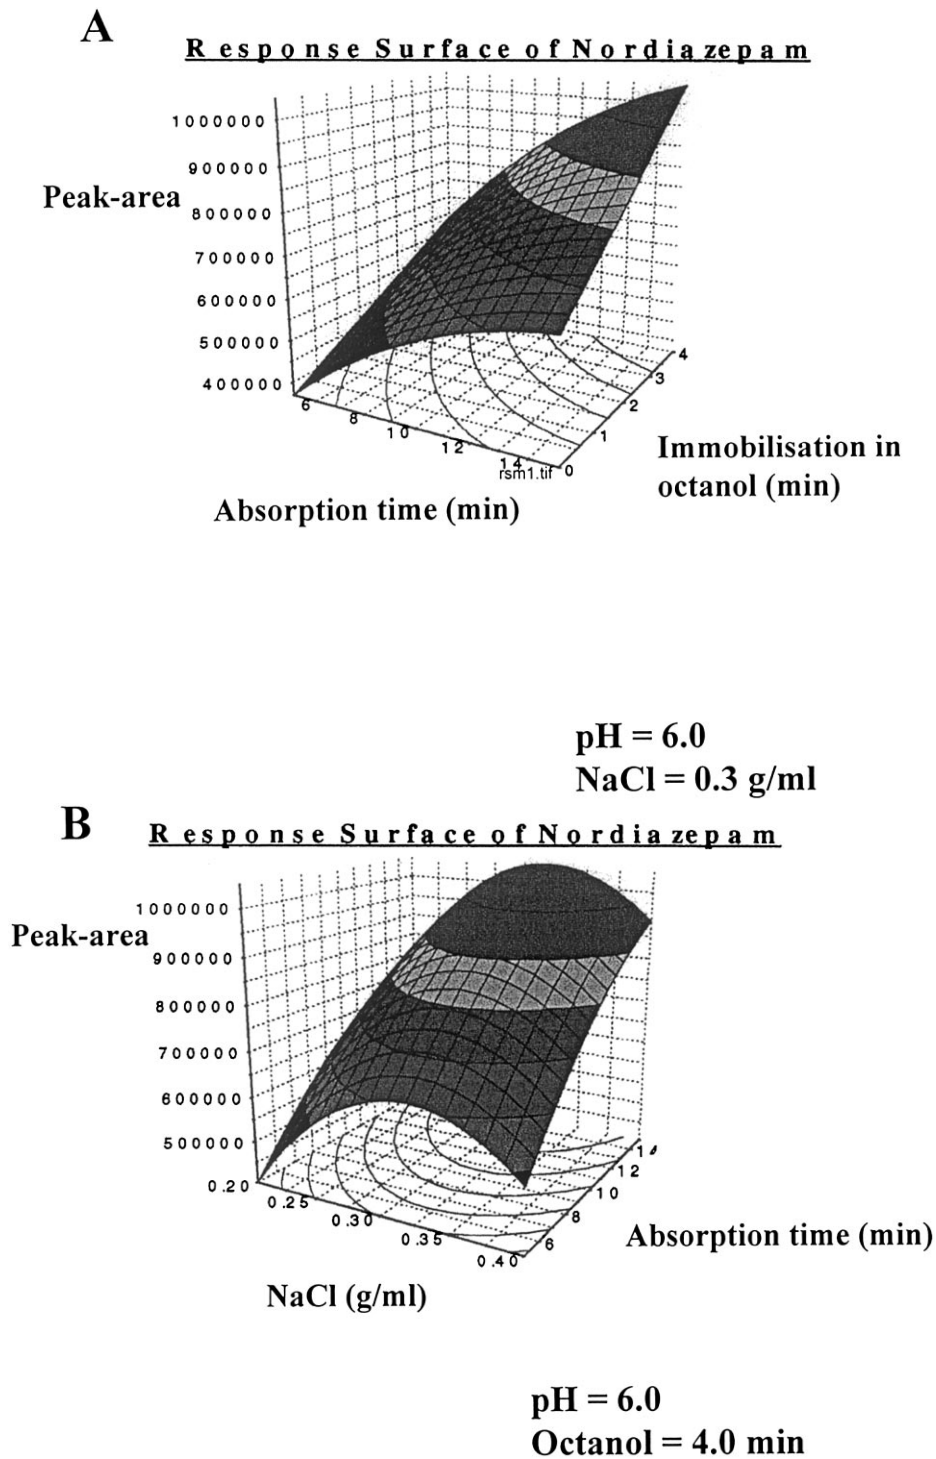 A
Response Surface of Nordiazepam
1000000
900000
Peak-area
800000
700000
600000
500000
400000
6
8
10
12
14
rsm1.tif
0
1
2
3
4
Immobilisation in
octanol (min)
Absorption time (min)
pH = 6.0
NaCl = 0.3 g/ml
B
Response Surface of Nordiazepam
1000000
Peak-area
900000
800000
700000
600000
500000
0.20
0.25
0.30
0.35
0.40
6
8
10
12
14
Absorption time (min)
NaCl (g/ml)
pH = 6.0
Octanol = 4.0 min